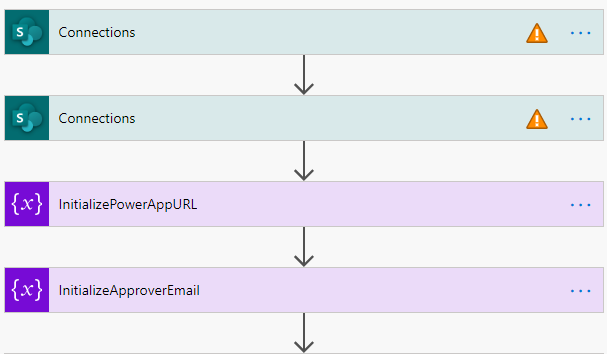 Connections
Connections
{x} InitializePowerAppURL
{x} InitializeApproverEmail